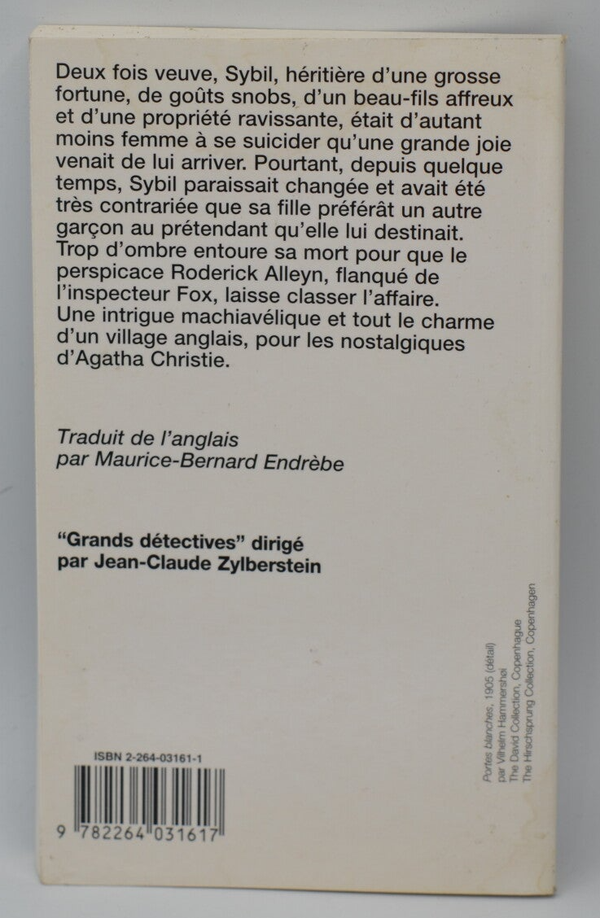 Deux fois veuve, Sybil, héritière d'une grosse
fortune, de goûts snobs, d'un beau-fils affreux
et d'une propriété ravissante, était d'autant
moins femme à se suicider qu'une grande joie
venait de lui arriver. Pourtant, depuis quelque
temps, Sybil paraissait changée et avait été
très contrariée que sa fille préférât un autre
garçon au prétendant qu'elle lui destinait.
Trop d'ombre entoure sa mort pour que le
perspicace Roderick Alleyn, flanqué de
l'inspecteur Fox, laisse classer l'affaire.
Une intrigue machiavélique et tout le charme
d'un village anglais, pour les nostalgiques
d'Agatha Christie.
Traduit de l'anglais
par Maurice-Bernard Endrèbe
"Grands détectives" dirigé
par Jean-Claude Zylberstein
Portes blanches, 1905 (détail)
par Vilhelm Hammershøi
The David Collection, Copenhague
The Hirschsprung Collection, Copenhagen
ISBN 2-264-03161-1
9 782264 031617